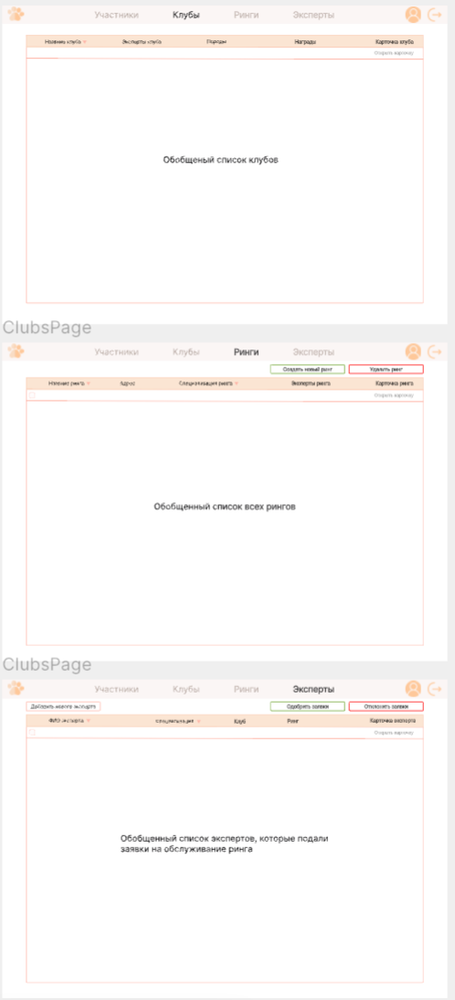 Участники Клубы Ринги Эксперты
Название клуба Эксперты клуба Породы Награды Карточка клуба
Открыть карточку
Обобщеный список клубов
ClubsPage
Участники Клубы Ринги Эксперты
Создать новый ринг Удалить ринг
Название ринга Адрес Специализация ринга Эксперты ринга Карточка ринга
Открыть карточку
Обобщенный список всех рингов
ClubsPage
Участники Клубы Ринги Эксперты
Добавить нового эксперта Одобрить заявки Отклонить заявки
ФИО эксперта Специализация Клуб Ринг Карточка эксперта
Открыть карточку
Обобщенный список экспертов, которые подали
заявки на обслуживание ринга